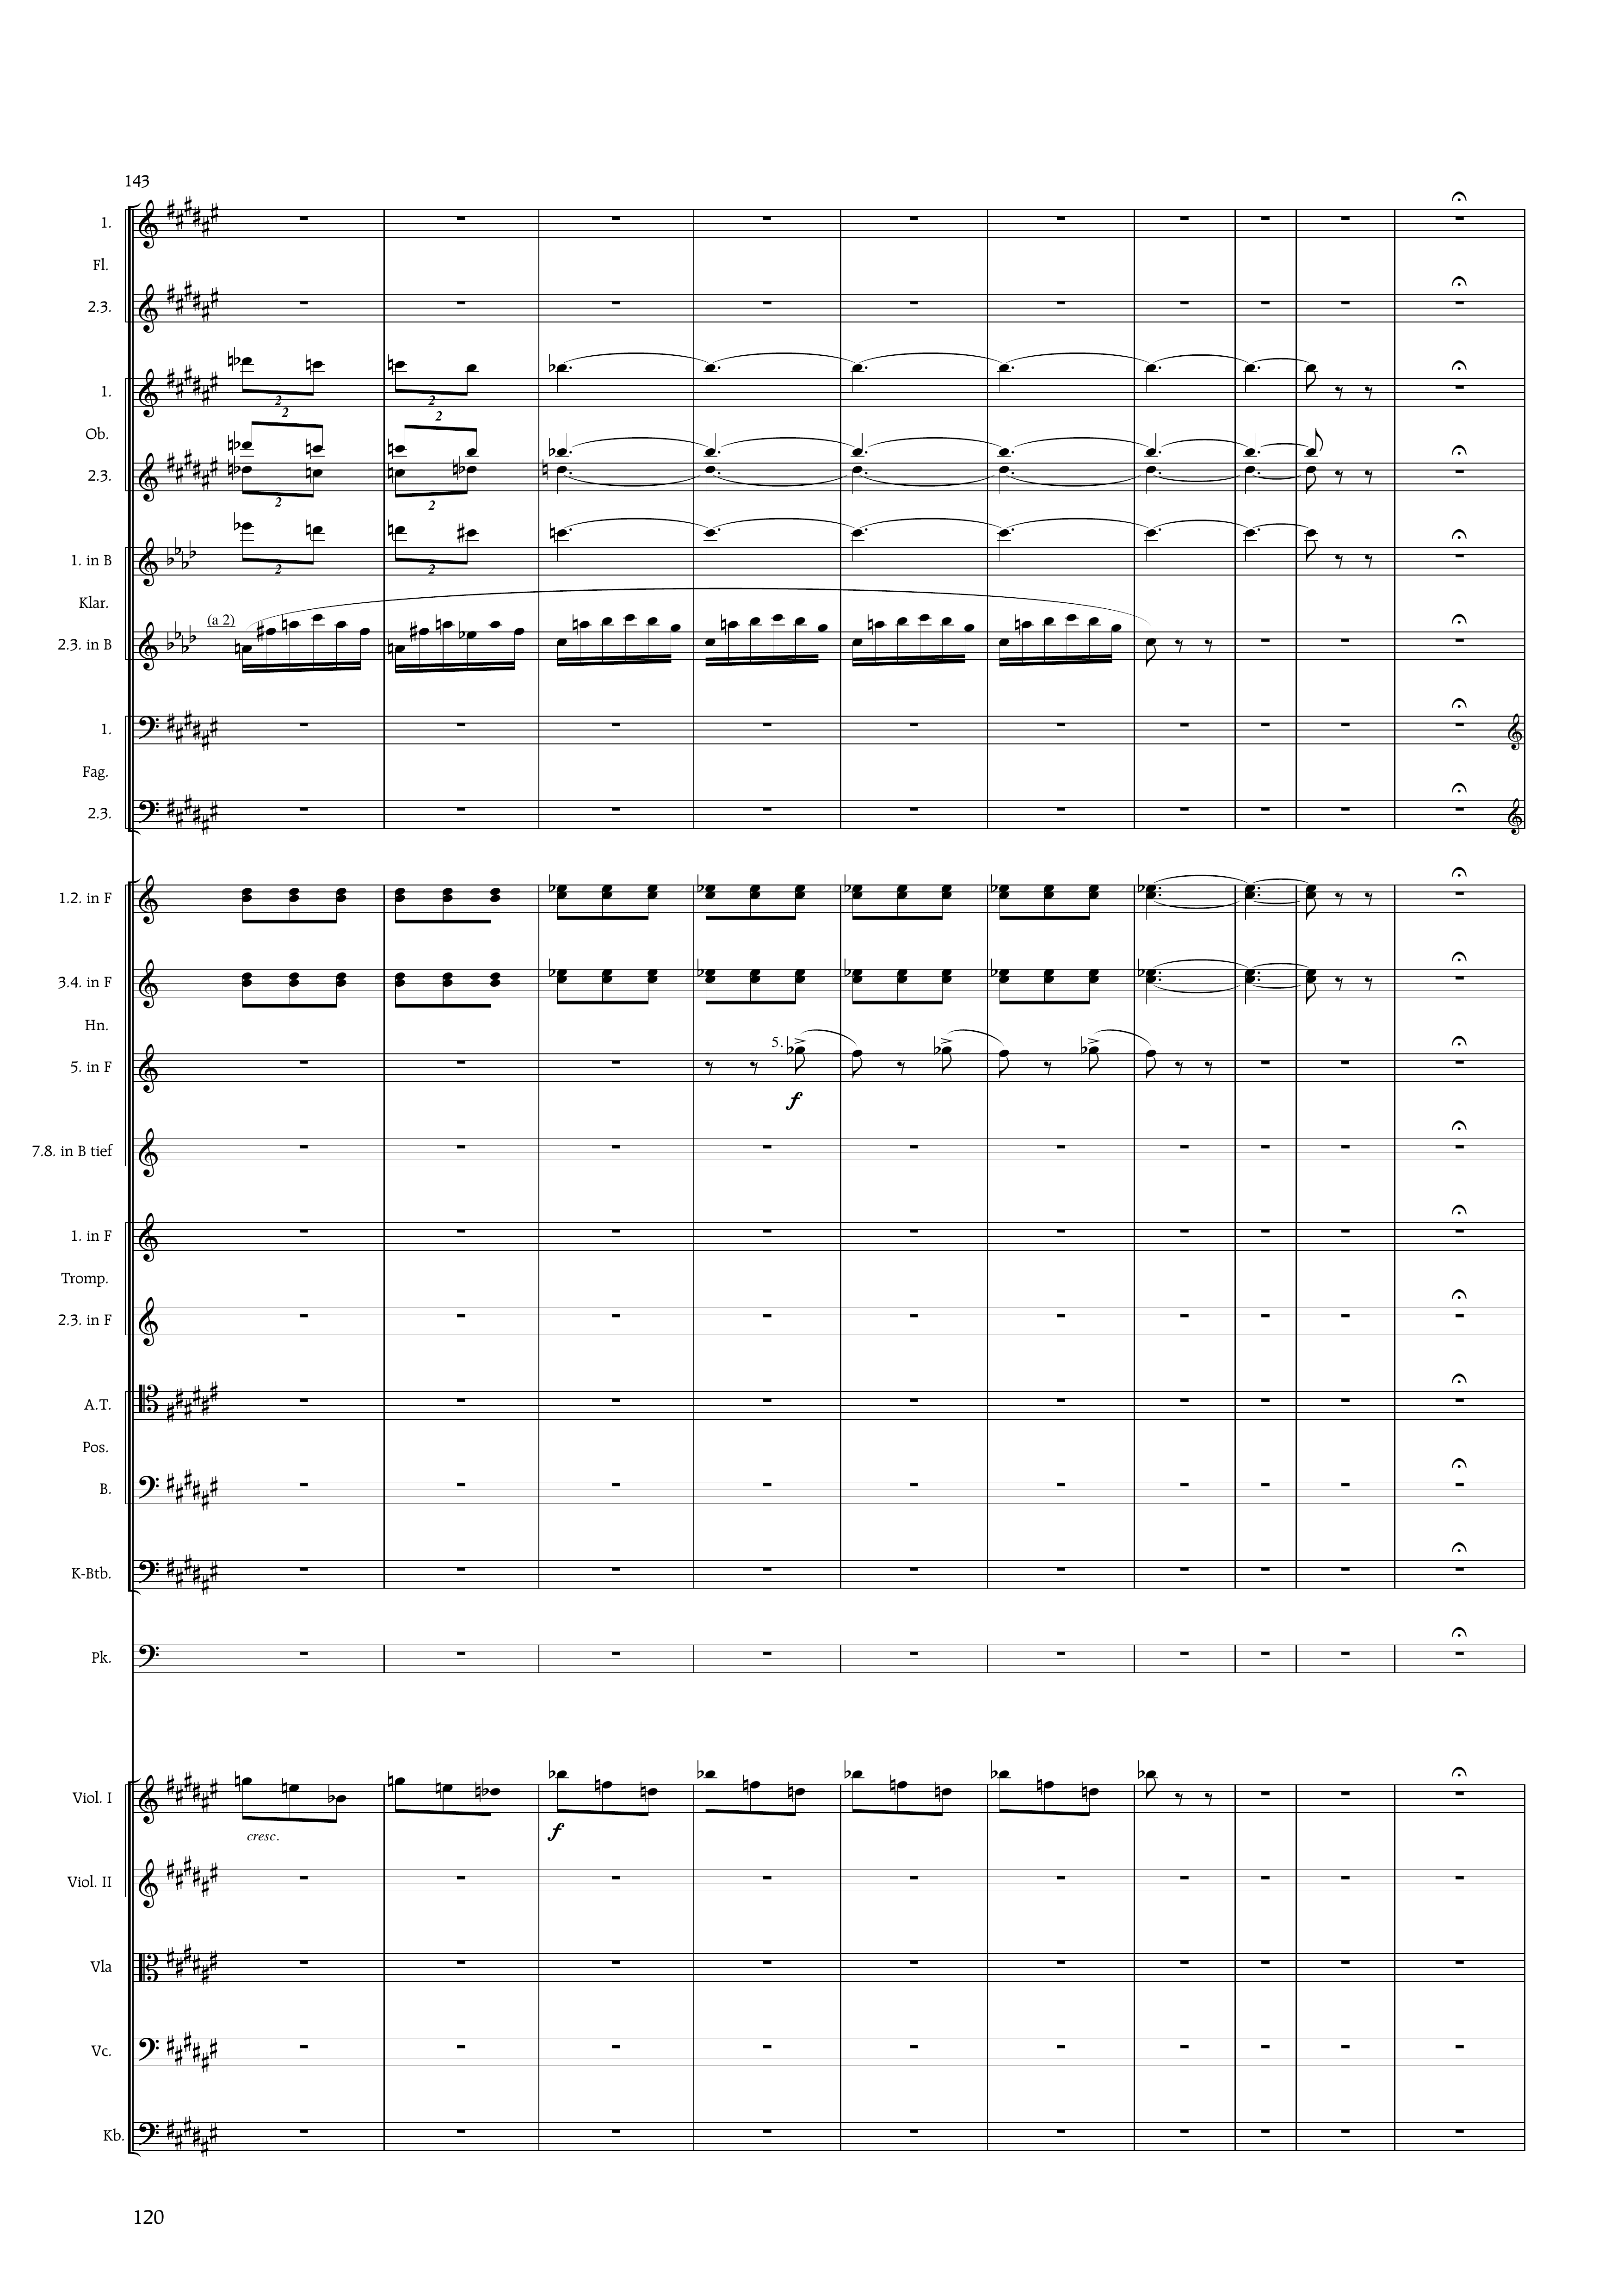 143
1.
Fl.
2.3.
1.
2
2
2
2
Ob.
2.3.
2
2
1. in B
2
2
Klar.
(a 2)
2.3. in B
1.
Fag.
2.3.
1.2. in F
3.4. in F
Hn.
5.
5. in F
f
7.8. in B tief
1. in F
Tromp.
2.3. in F
A.T.
Pos.
B.
K-Btb.
Pk.
Viol. I
cresc.
f
Viol. II
Vla
Vc.
Kb.
120